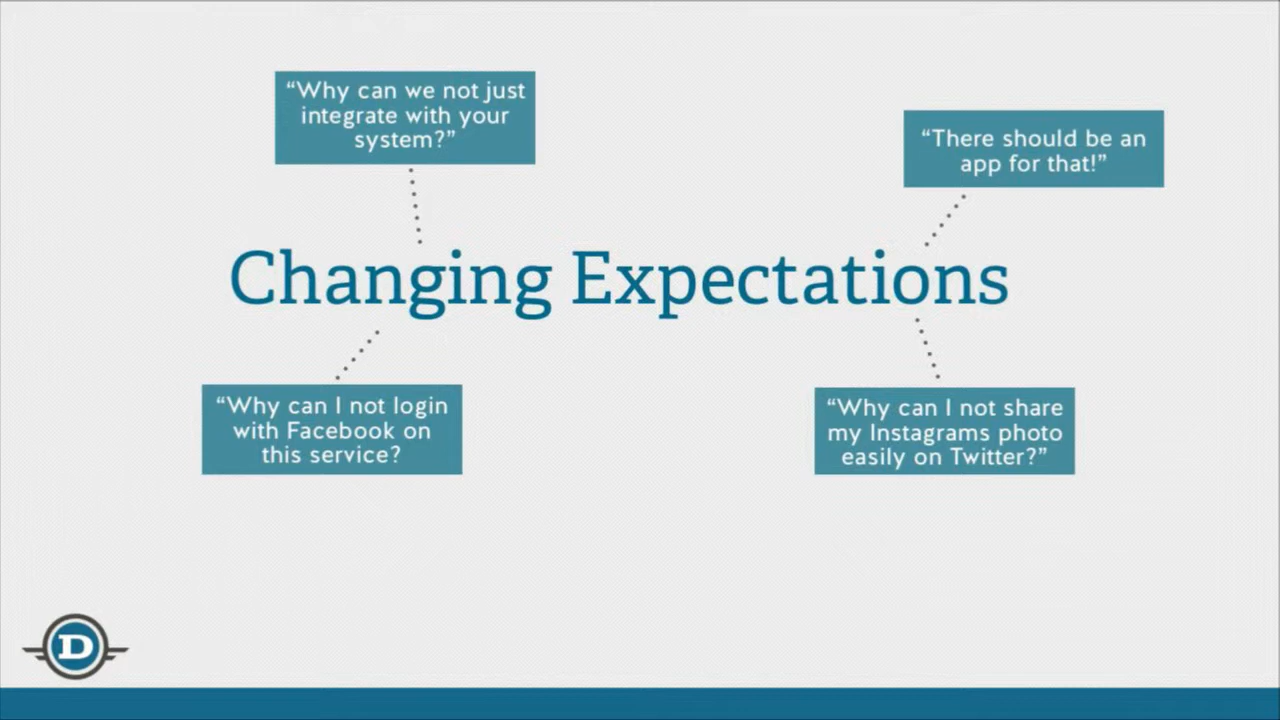 “Why can we not just
integrate with your
system?”
“There should be an
app for that!”
Changing Expectations
“Why can I not login
with Facebook on
this service?
“Why can I not share
my Instagrams photo
easily on Twitter?”
D